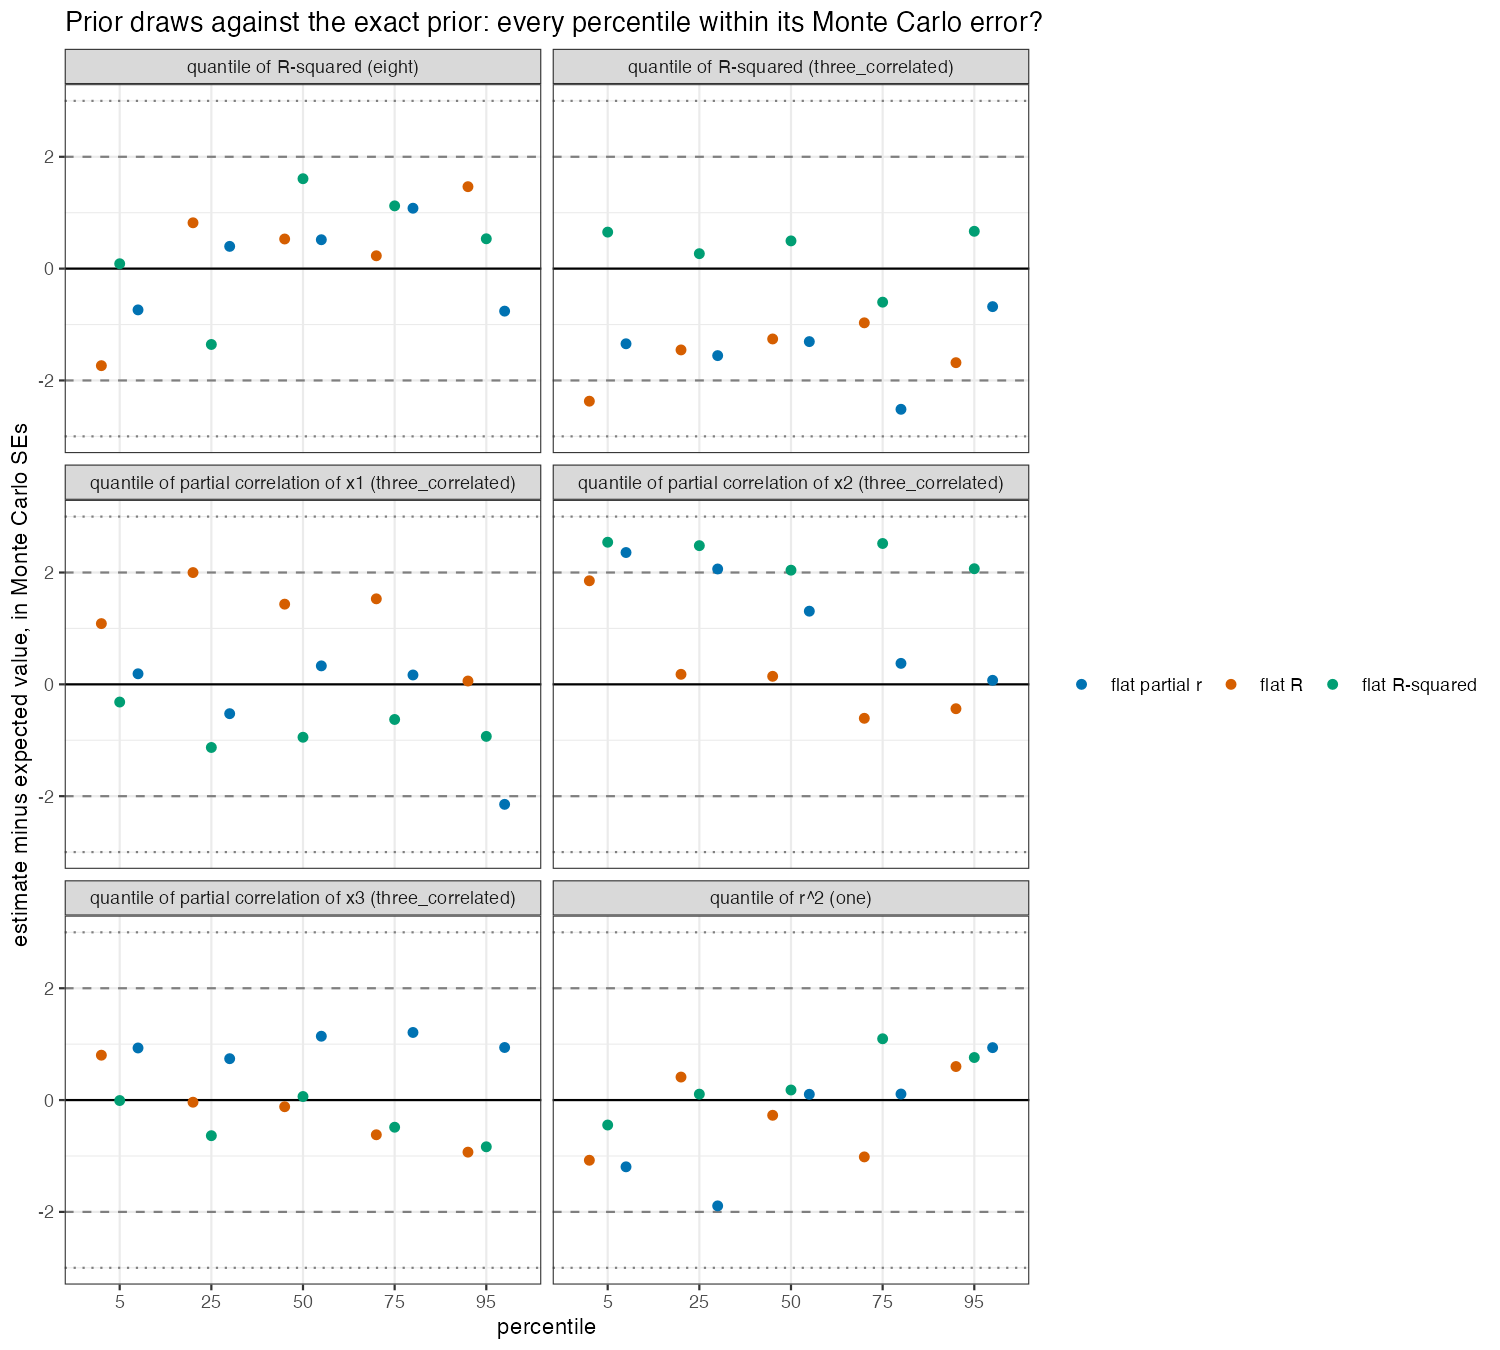 Prior draws against the exact prior: every percentile within its Monte Carlo error?
quantile of R-squared (eight)
quantile of R-squared (three_correlated)
2
0
-2
quantile of partial correlation of x1 (three_correlated)
quantile of partial correlation of x2 (three_correlated)
2
0
-2
quantile of partial correlation of x3 (three_correlated)
quantile of r^2 (one)
2
0
-2
5 25 50 75 95
5 25 50 75 95
percentile
estimate minus expected value, in Monte Carlo SEs
flat partial r
flat R
flat R-squared